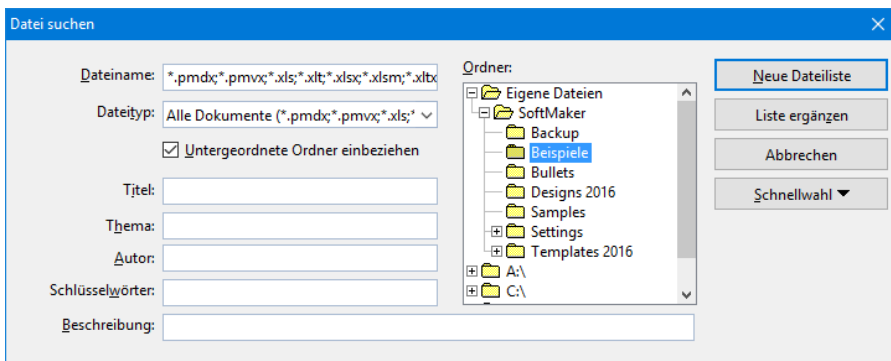 Datei suchen
Dateiname:
*.pmdx;*.pmvx;*.xls;*.xlt;*.xlsx;*.xlsm;*.xltx
Dateityp:
Alle Dokumente (*.pmdx;*.pmvx;*.xls;*
Untergeordnete Ordner einbeziehen
Titel:
Thema:
Autor:
Schlüsselwörter:
Beschreibung:
Ordner:
Eigene Dateien
SoftMaker
Backup
Beispiele
Bullets
Designs 2016
Samples
Settings
Templates 2016
A:\
C:\
Neue Dateiliste
Liste ergänzen
Abbrechen
Schnellwahl